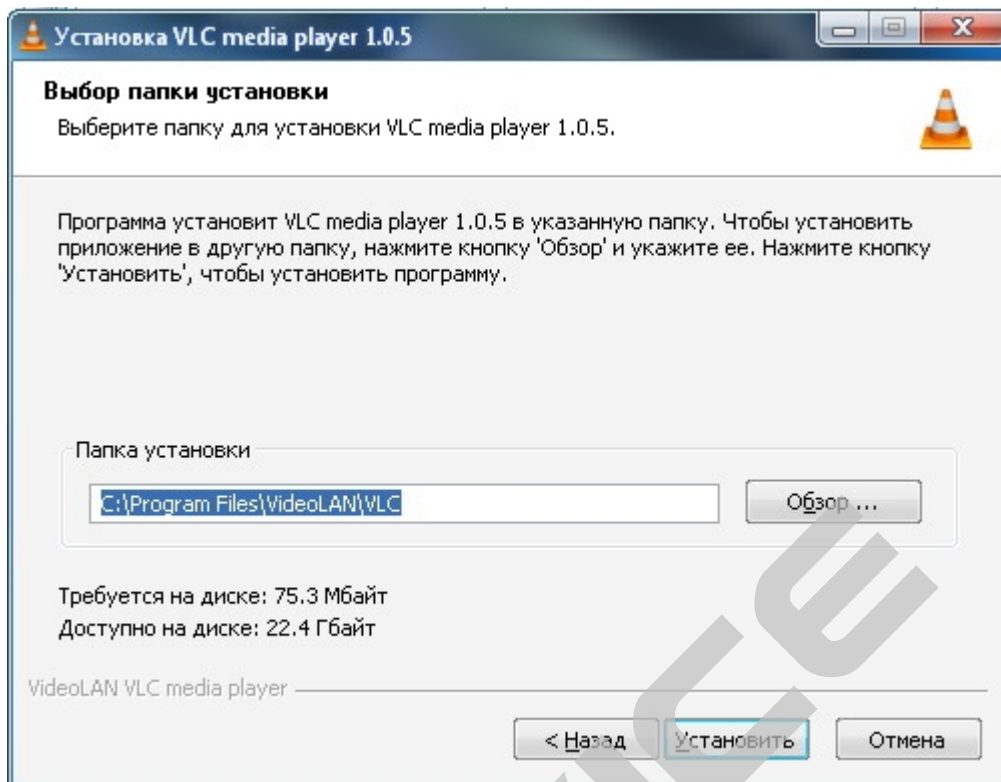 Установка VLC media player 1.0.5
Выбор папки установки
Выберите папку для установки VLC media player 1.0.5.
Программа установит VLC media player 1.0.5 в указанную папку. Чтобы установить
приложение в другую папку, нажмите кнопку 'Обзор' и укажите ее. Нажмите кнопку
'Установить', чтобы установить программу.
Папка установки
C:\Program Files\VideoLAN\VLC
Обзор ...
Требуется на диске: 75.3 Мбайт
Доступно на диске: 22.4 Гбайт
VideoLAN VLC media player
< Назад
Установить
Отмена
ICE